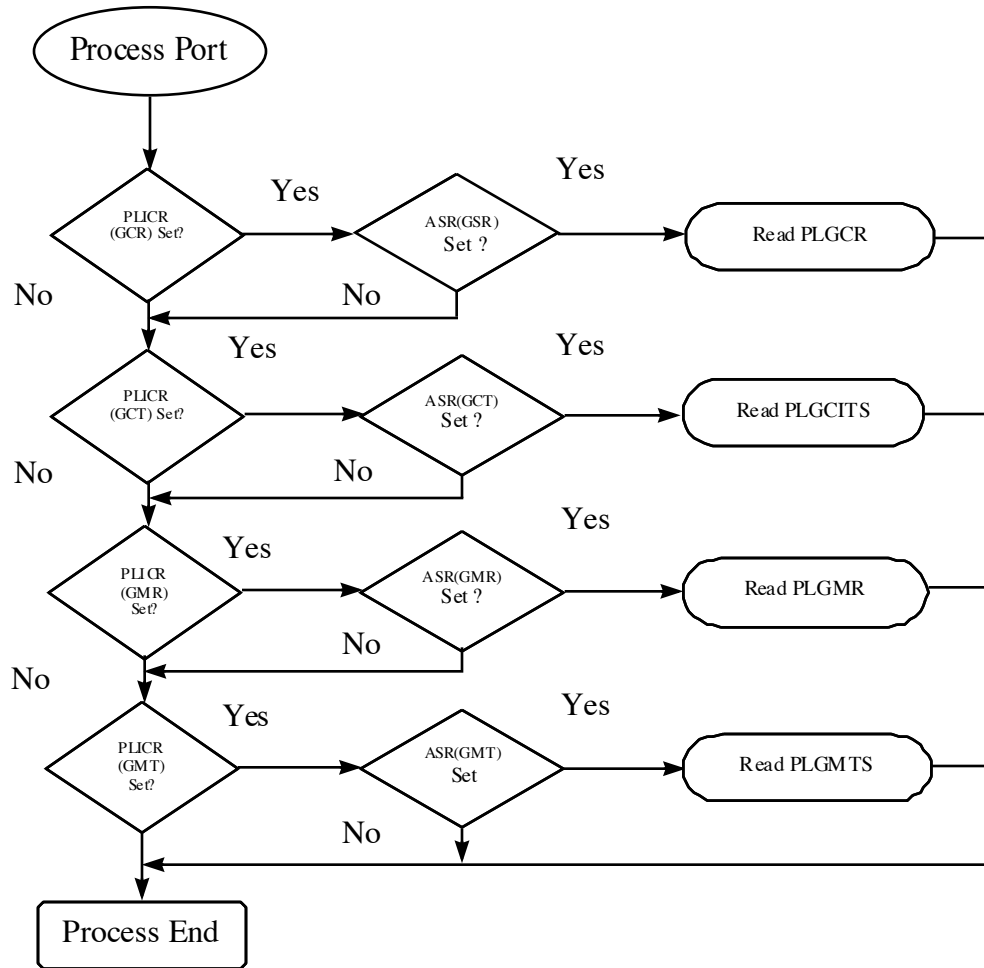 Process Port
Yes
Yes
PLICR
(GCR) Set?
ASR(GSR)
Set ?
Read PLGCR
No
No
Yes
Yes
PLICR
(GCT) Set?
ASR(GCT)
Set ?
Read PLGCITS
No
No
Yes
Yes
PLICR
(GMR)
Set?
ASR(GMR)
Set ?
Read PLGMR
No
No
Yes
Yes
PLICR
(GMT)
Set?
ASR(GMT)
Set
Read PLGMTS
No
Process End